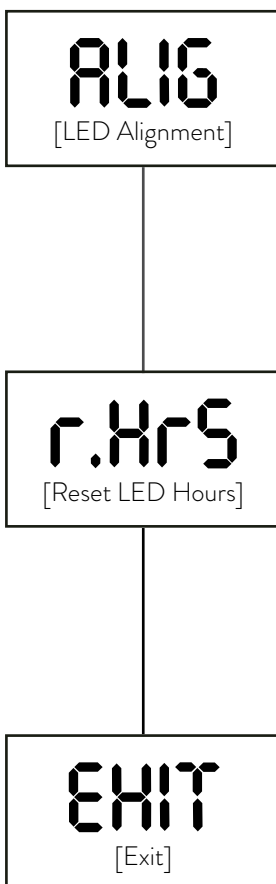 ALIG
[LED Alignment]
r.HrS
[Reset LED Hours]
EXIT
[Exit]